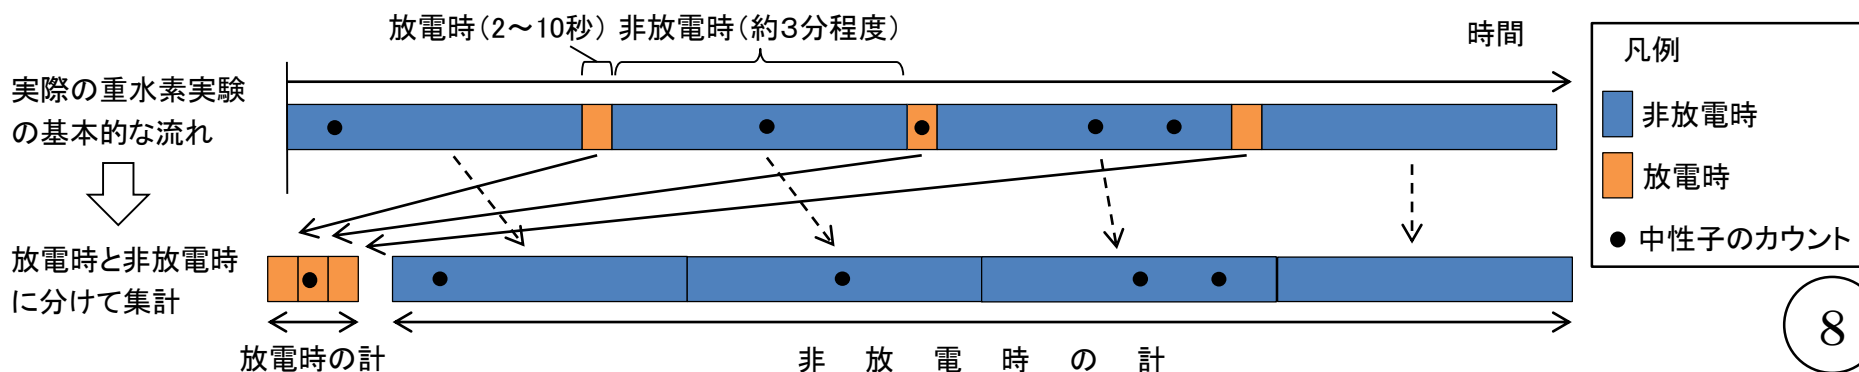 放電時(2～10秒) 非放電時(約3分程度)
時間
実際の重水素実験
の基本的な流れ
放電時と非放電時
に分けて集計
放電時の計
非放電時の計
凡例
非放電時
放電時
中性子のカウント
8